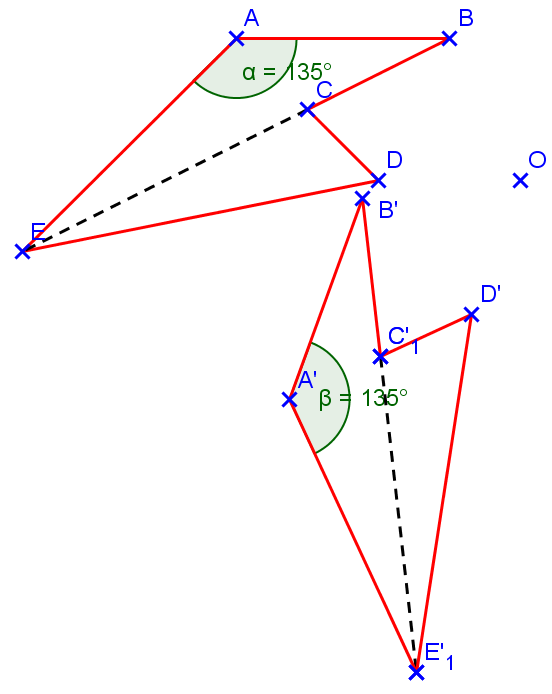 A
B
α = 135°
C
D
O
E
B'
D'
C'₁
A'
β = 135°
E'₁